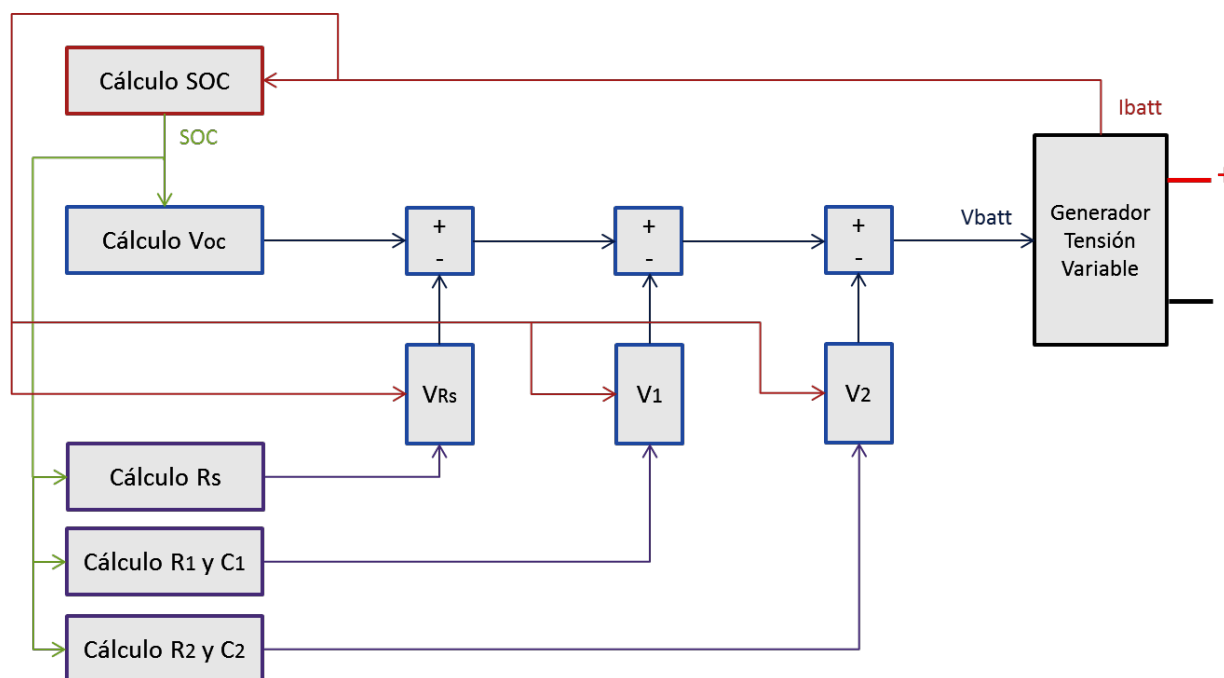 Cálculo SOC
Ibatt
SOC
+
Cálculo Voc
+
-
+
-
+
-
Vbatt
Generador
Tensión
Variable
VRs
V1
V2
Cálculo Rs
Cálculo R1 y C1
Cálculo R2 y C2